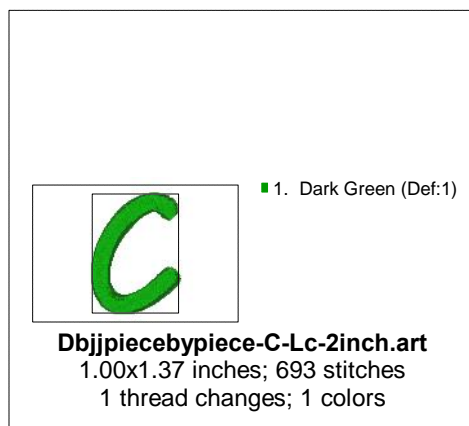 1. Dark Green (Def:1)
C
Dbjjpiecebypiece-C-Lc-2inch.art
1.00x1.37 inches; 693 stitches
1 thread changes; 1 colors